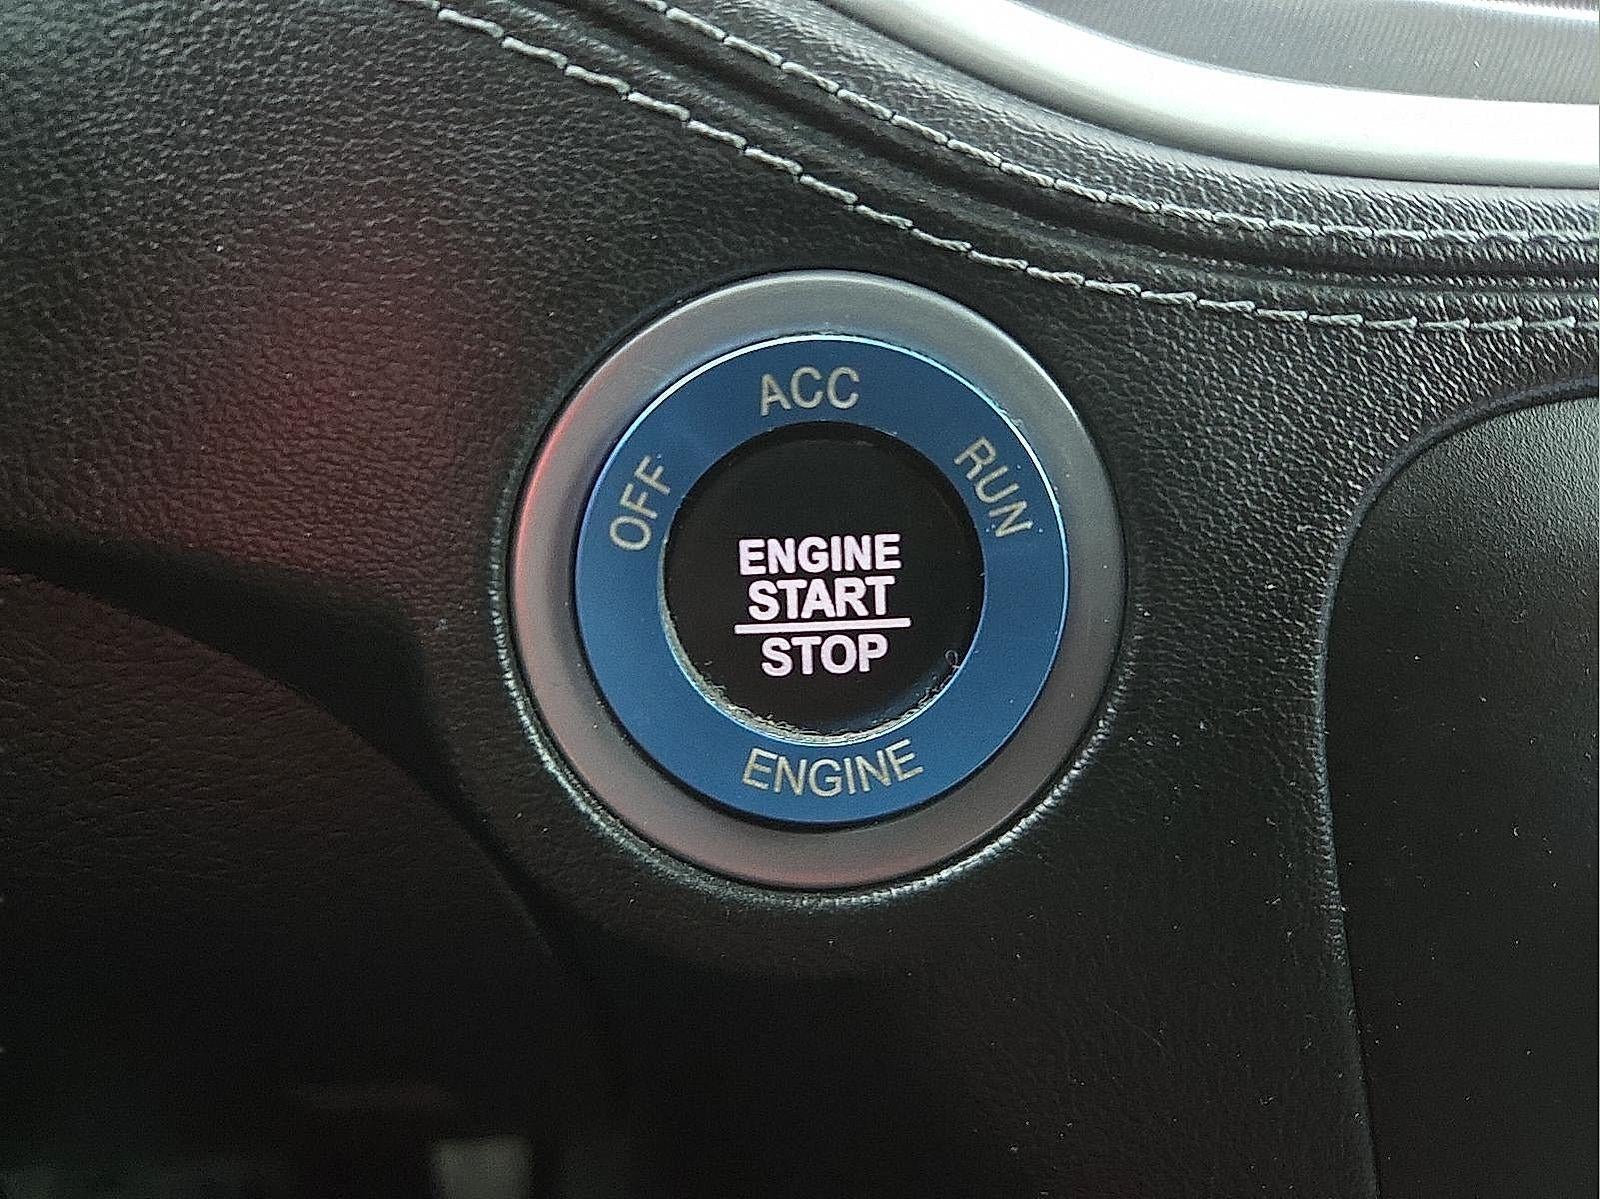 ACC
OFF
RUN
ENGINE
START
STOP
ENGINE